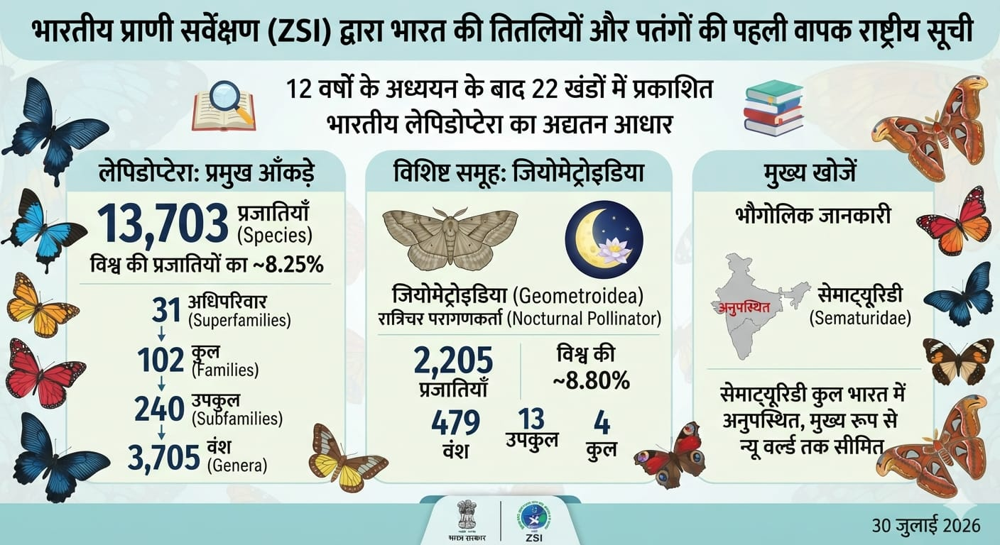 भारतीय प्राणी सर्वेक्षण (ZSI) द्वारा भारत की तितलियों और पतंगों की पहली वापक राष्ट्रीय सूची
12 वर्षो के अध्ययन के बाद 22 खंडों में प्रकाशित
भारतीय लेपिडोप्टेरा का अद्यतन आधार
लेपिडोप्टेरा: प्रमुख आँकड़े
13,703 प्रजातियाँ
(Species)
विश्व की प्रजातियों का ~8.25%
31 अधिपरिवार
(Superfamilies)
102 कुल
(Families)
240 उपकुल
(Subfamilies)
3,705 वंश
(Genera)
विशिष्ट समूह: जियोमेट्रोइडिया
जियोमेट्रोइडिया (Geometroidea)
रात्रिचर परागणकर्ता (Nocturnal Pollinator)
2,205
प्रजातियाँ
विश्व की
~8.80%
479
वंश
13
उपकुल
4
कुल
मुख्य खोजें
भौगोलिक जानकारी
अनुपस्थित
सेमाट्यूरिडी
(Sematuridae)
सेमाट्यूरिडी कुल भारत में
अनुपस्थित, मुख्य रूप से
न्यू वर्ल्ड तक सीमित
भारत सरकार
ZSI
30 जुलाई 2026